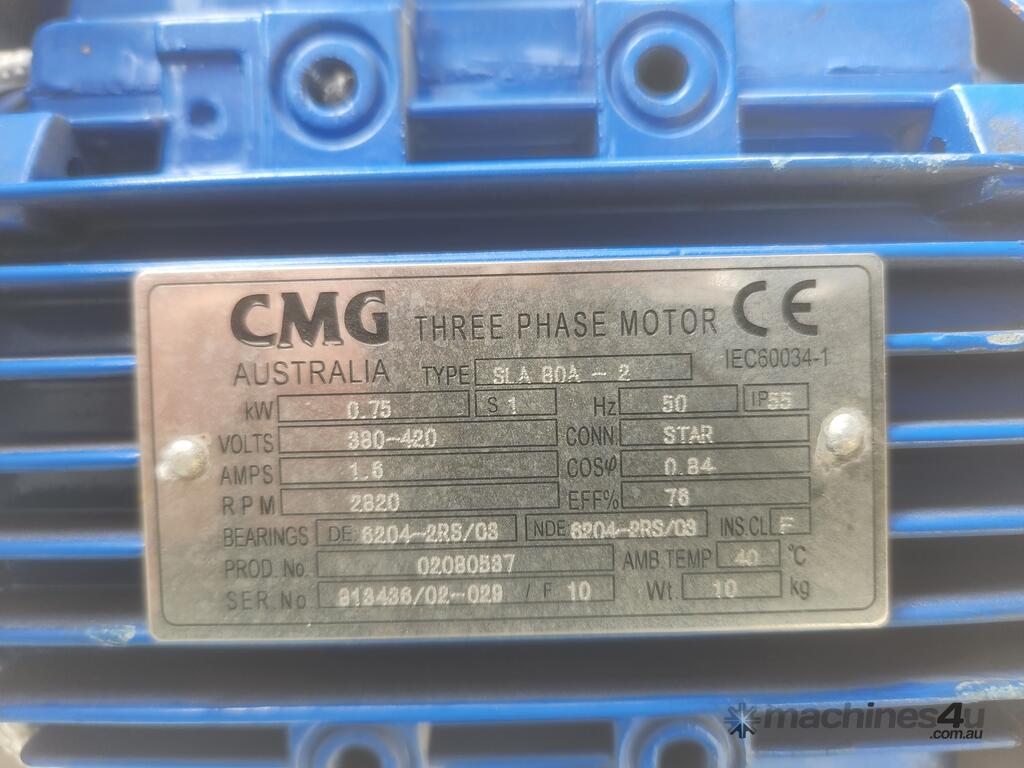 CMG THREE PHASE MOTOR CE
AUSTRALIA TYPE SLA 80A - 2 IEC60034-1
kW 0.75 S 1 Hz 50 IP55
VOLTS 380-420 CONN. STAR
AMPS 1.6 COSφ 0.84
RPM 2820 EFF% 76
BEARINGS DE 6204-2RS/C3 NDE 6204-2RS/C3 INS.CL F
PROD. No. 02080537 AMB.TEMP 40 °C
SER. No /02-029 / F 10 Wt. 10 kg
machines4u
.com.au